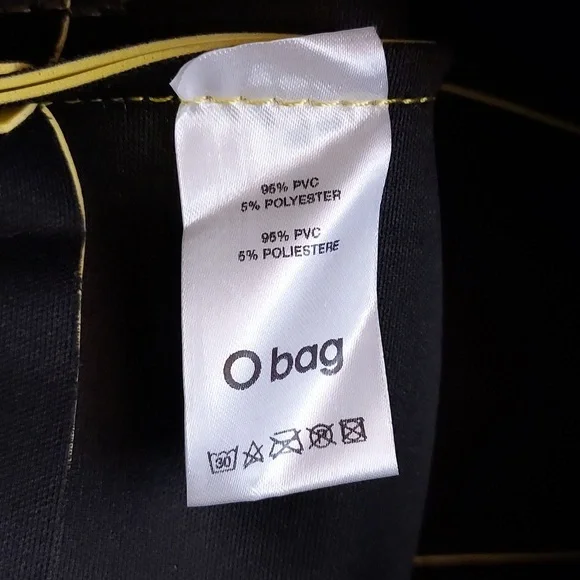 95% PVC
5% POLYESTER
95% PVC
5% POLIESTERE
O bag
30
P